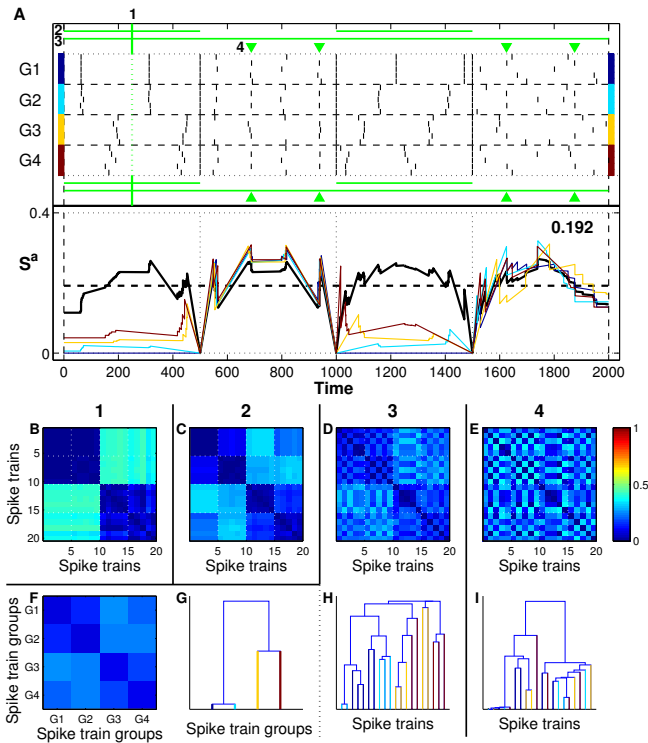 A
1
2
3
4
G1
G2
G3
G4
1
0.4
0.192
Sᵃ
0
0 200 400 600 800 1000 1200 1400 1600 1800 2000
Time
1 2 3 4
B C D E
Spike trains
5
10
15
20
5 10 15 20
Spike trains
5 10 15 20
Spike trains
5 10 15 20
Spike trains
5 10 15 20
Spike trains
1
0.5
0
F G H I
Spike train groups
G1
G2
G3
G4
G1 G2 G3 G4
Spike train groups
Spike train groups
Spike trains
Spike trains